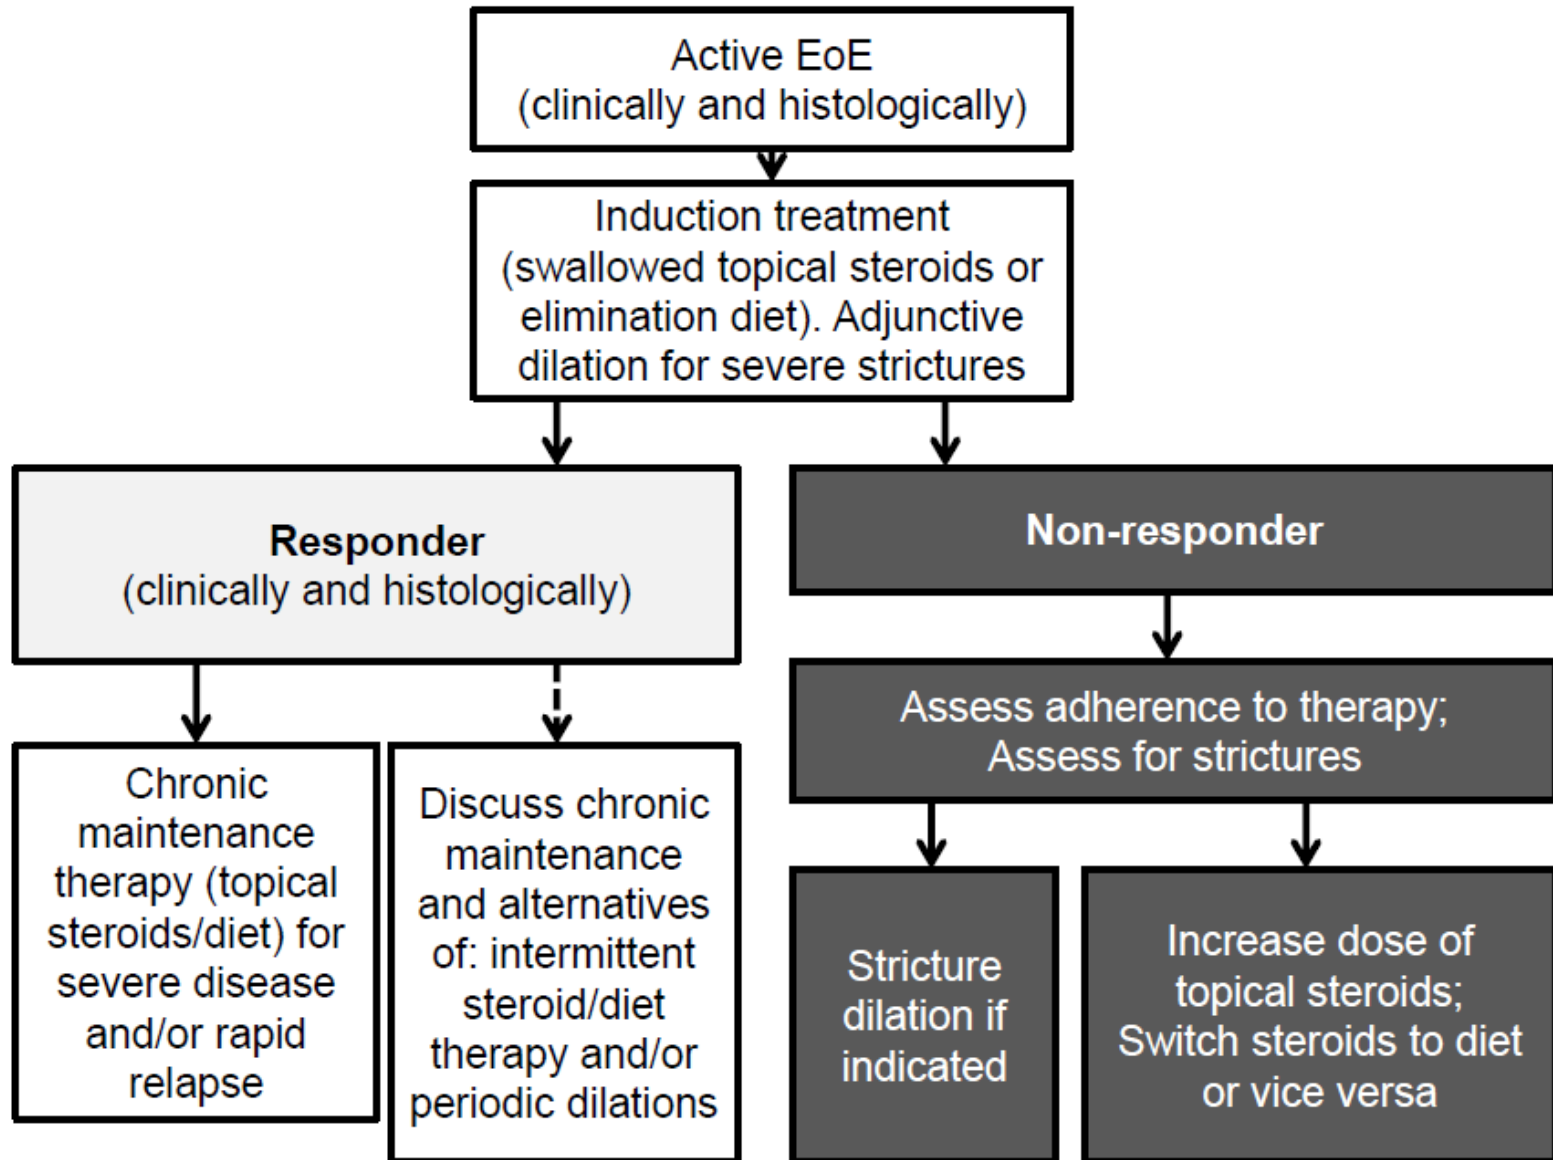 Active EoE
(clinically and histologically)
Induction treatment
(swallowed topical steroids or
elimination diet). Adjunctive
dilation for severe strictures
Responder
(clinically and histologically)
Non-responder
Assess adherence to therapy;
Assess for strictures
Chronic
maintenance
therapy (topical
steroids/diet) for
severe disease
and/or rapid
relapse
Discuss chronic
maintenance
and alternatives
of: intermittent
steroid/diet
therapy and/or
periodic dilations
Stricture
dilation if
indicated
Increase dose of
topical steroids;
Switch steroids to diet
or vice versa